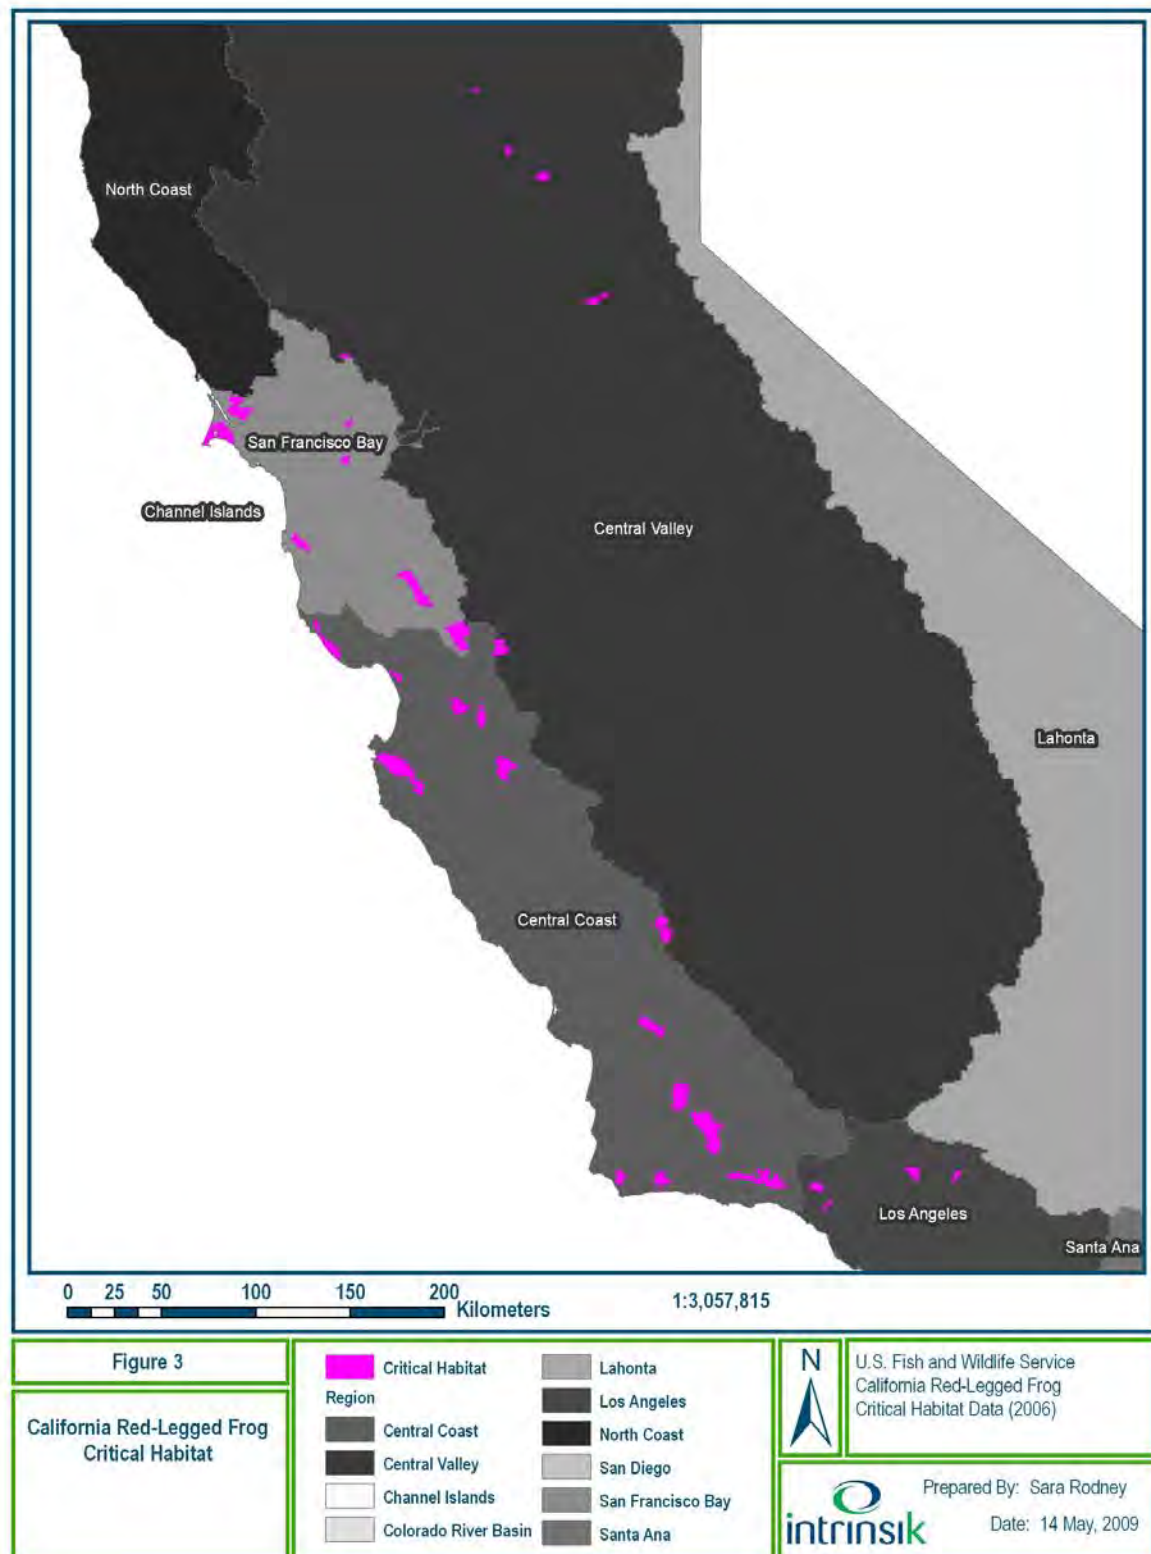 North Coast
San Francisco Bay
Channel Islands
Central Valley
Lahonta
Central Coast
Los Angeles
Santa Ana
0 25 50 100 150 200
Kilometers
1:3,057,815
Figure 3
California Red-Legged Frog
Critical Habitat
Critical Habitat
Region
Central Coast
Central Valley
Channel Islands
Colorado River Basin
Lahonta
Los Angeles
North Coast
San Diego
San Francisco Bay
Santa Ana
N
U.S. Fish and Wildlife Service
California Red-Legged Frog
Critical Habitat Data (2006)
intrinsik
Prepared By: Sara Rodney
Date: 14 May, 2009